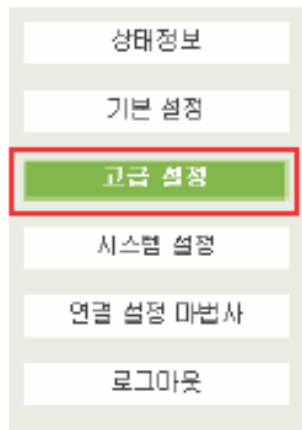 상태정보
기본 설정
고급 설정
시스템 설정
연결 설정 마법사
로그아웃